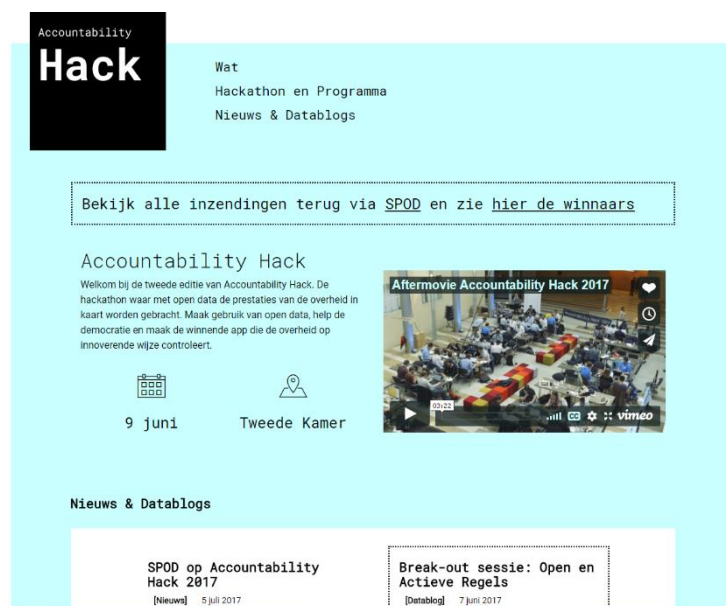 Accountability
Hack
Wat
Hackathon en Programma
Nieuws & Datablogs
Bekijk alle inzendingen terug via SPOD en zie hier de winnaars
Accountability Hack
Welkom bij de tweede editie van Accountability Hack. De
hackathon waar met open data de prestaties van de overheid in
kaart worden gebracht. Maak gebruik van open data, help de
democratie en maak de winnende app die de overheid op
innoverende wijze controleert.
9 juni
Tweede Kamer
Aftermovie Accountability Hack 2017
03:22
CC
vimeo
Nieuws & Datablogs
SPOD op Accountability
Hack 2017
[Nieuws] 5 juli 2017
Break-out sessie: Open en
Actieve Regels
[Datablog] 7 juni 2017